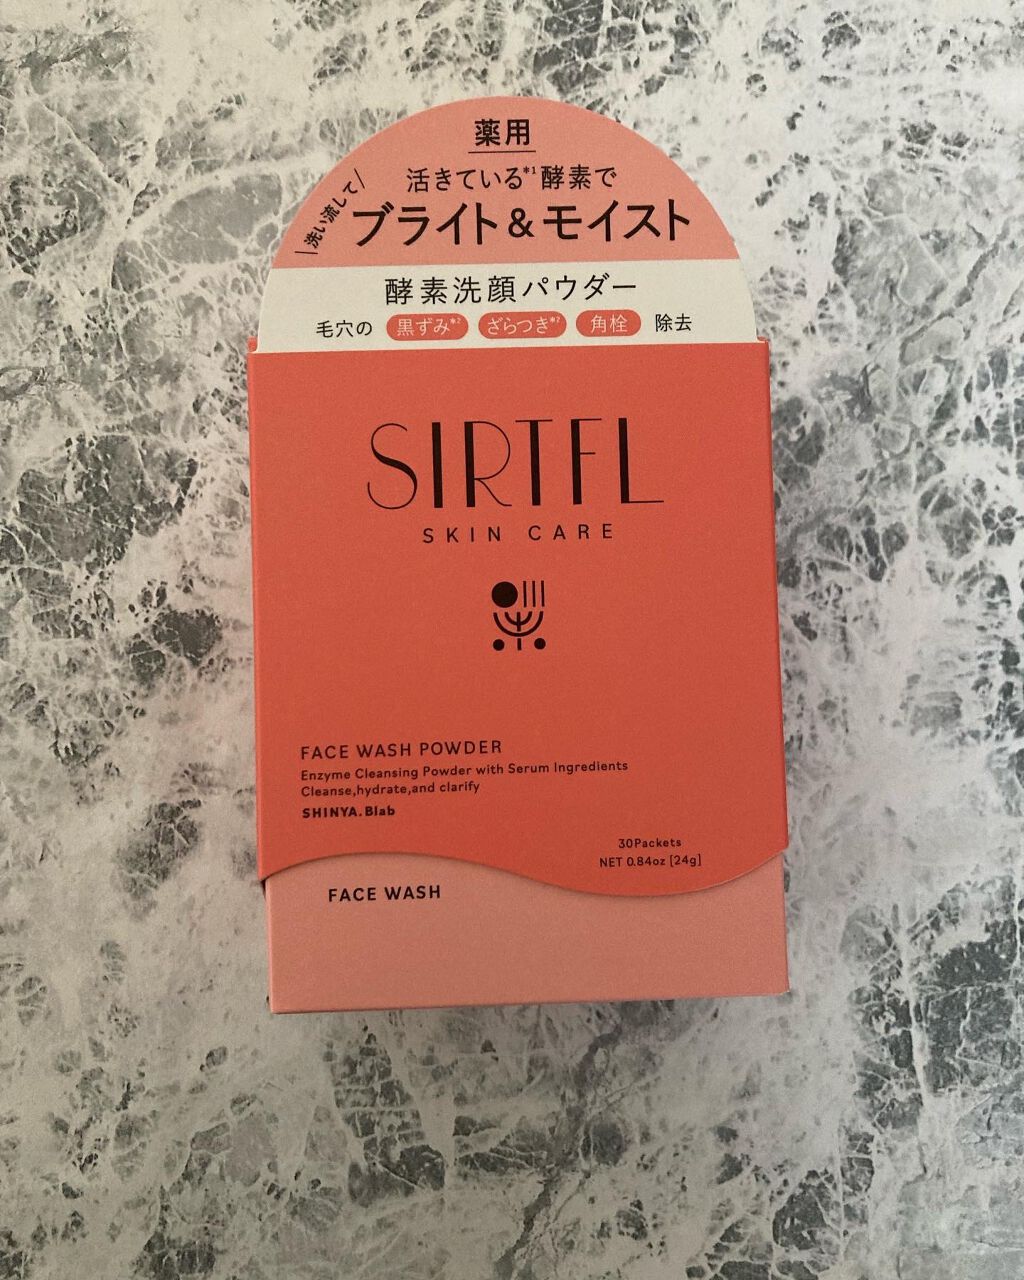 薬用
洗い流して
活きている*1酵素で
ブライト&モイスト
酵素洗顔パウダー
毛穴の 黒ずみ*2 ざらつき*2 角栓 除去
SIRTFL
SKIN CARE
FACE WASH POWDER
Enzyme Cleansing Powder with Serum Ingredients
Cleanse,hydrate,and clarify
SHINYA.Blab
30Packets
NET 0.84oz [24g]
FACE WASH